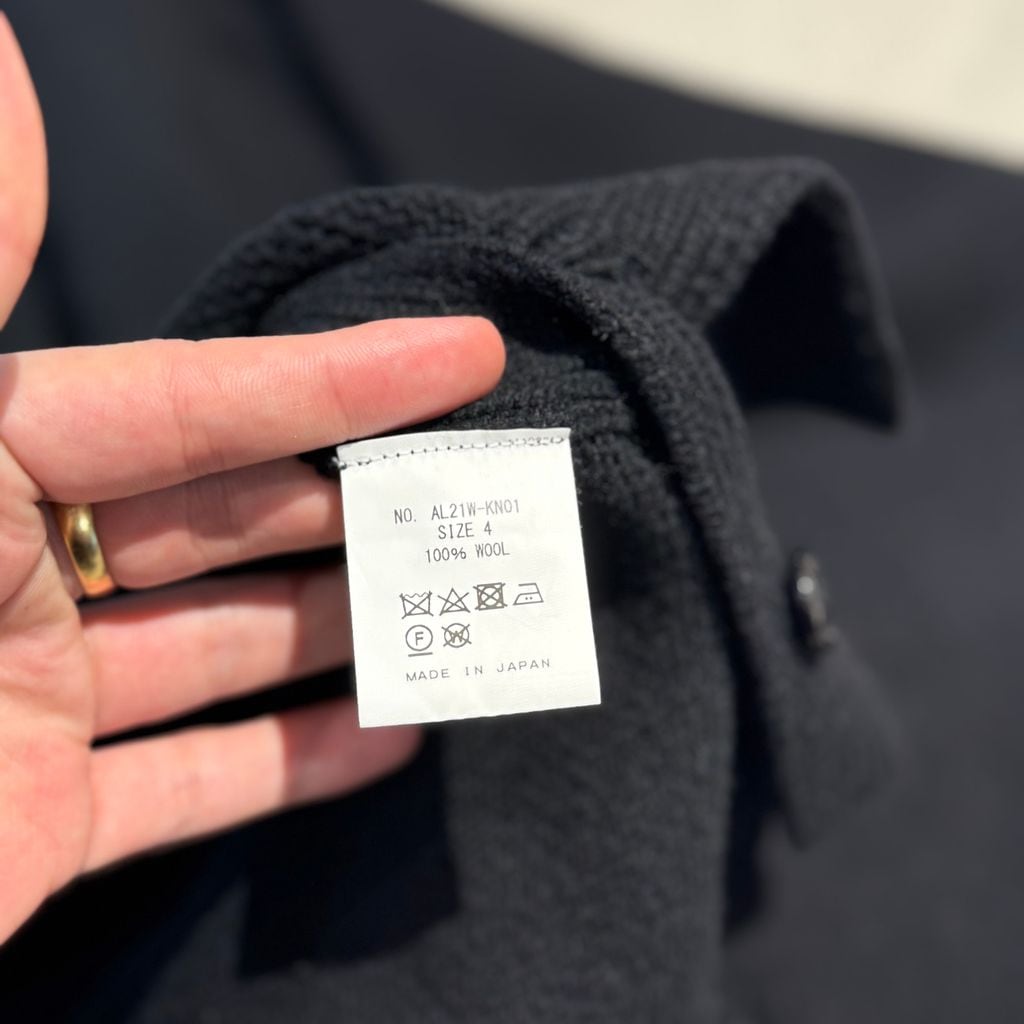 NO. AL21W-KN01
SIZE 4
100% WOOL
F W
MADE IN JAPAN